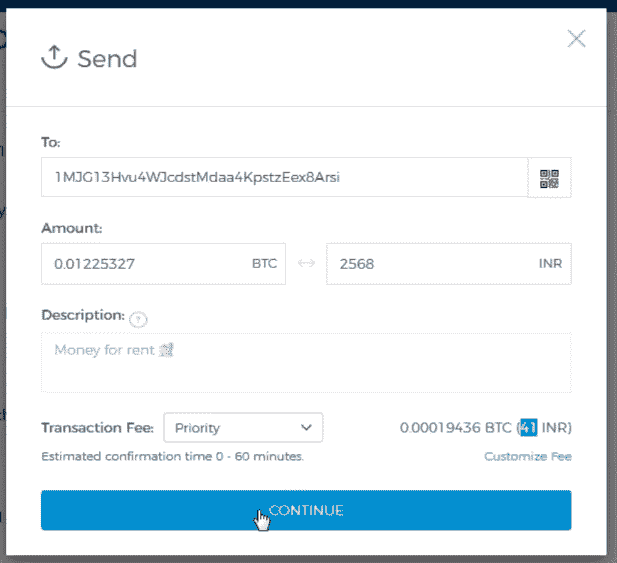 Send
To:
1MJG13Hvu4WJcdstMdaa4KpstzEex8Arsi
Amount:
0.01225327 BTC 2568 INR
Description: ?
Money for rent
Transaction Fee: Priority 0.00019436 BTC (41 INR)
Estimated confirmation time 0 - 60 minutes. Customize Fee
CONTINUE